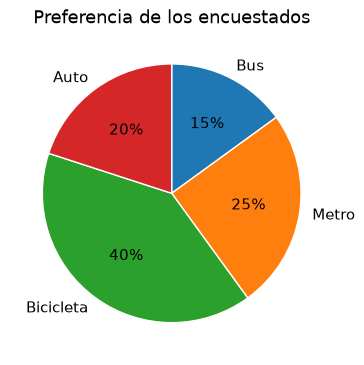 Preferencia de los encuestados
Bus
Auto
15%
20%
25%
Metro
40%
Bicicleta